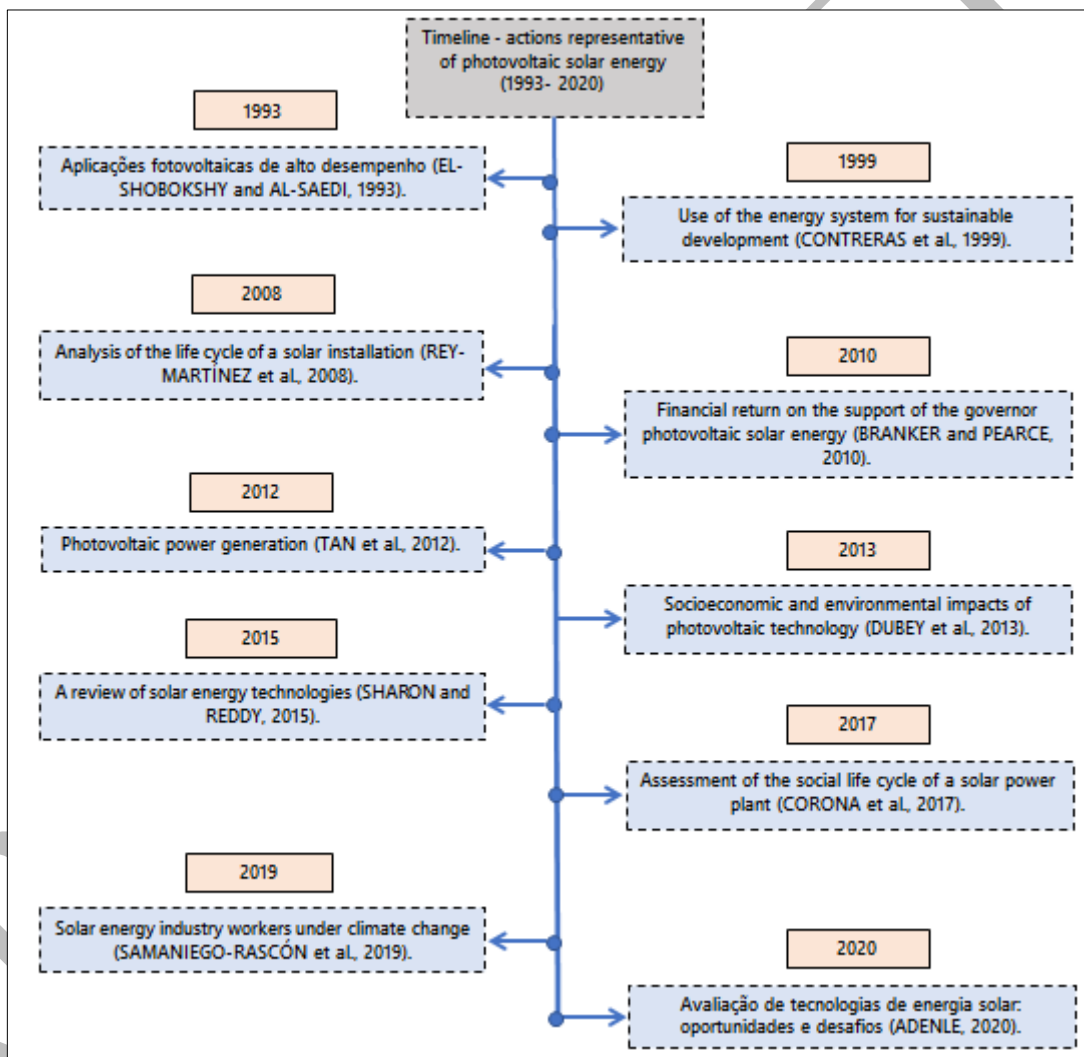 Timeline - actions representative
of photovoltaic solar energy
(1993- 2020)
1993
Aplicações fotovoltaicas de alto desempenho (EL-
SHOBOKSHY and AL-SAEDI, 1993).
1999
Use of the energy system for sustainable
development (CONTRERAS et al., 1999).
2008
Analysis of the life cycle of a solar installation (REY-
MARTÍNEZ et al., 2008).
2010
Financial return on the support of the governor
photovoltaic solar energy (BRANKER and PEARCE,
2010).
2012
Photovoltaic power generation (TAN et al., 2012).
2013
Socioeconomic and environmental impacts of
photovoltaic technology (DUBEY et al., 2013).
2015
A review of solar energy technologies (SHARON and
REDDY, 2015).
2017
Assessment of the social life cycle of a solar power
plant (CORONA et al., 2017).
2019
Solar energy industry workers under climate change
(SAMANIEGO-RASCÓN et al., 2019).
2020
Avaliação de tecnologias de energia solar:
oportunidades e desafios (ADENLE, 2020).